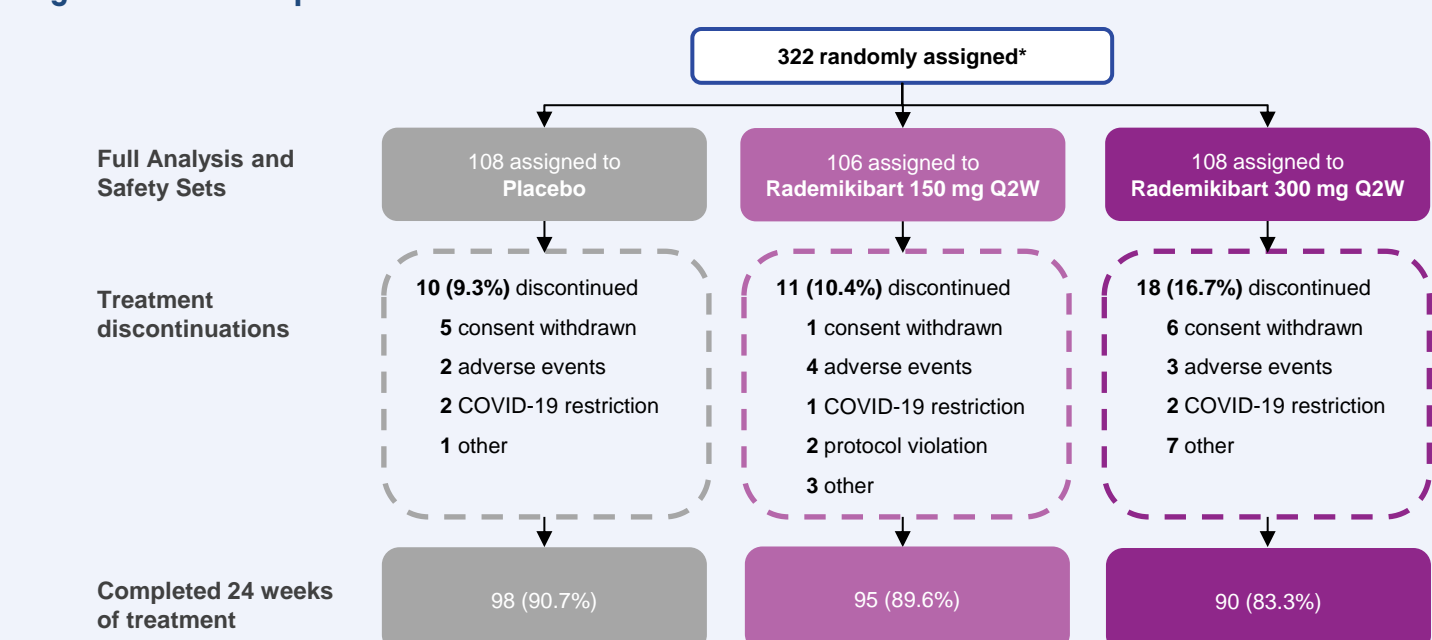 322 randomly assigned*
Full Analysis and
Safety Sets
108 assigned to
Placebo
106 assigned to
Rademikibart 150 mg Q2W
108 assigned to
Rademikibart 300 mg Q2W
Treatment
discontinuations
10 (9.3%) discontinued
5 consent withdrawn
2 adverse events
2 COVID-19 restriction
1 other
11 (10.4%) discontinued
1 consent withdrawn
4 adverse events
1 COVID-19 restriction
2 protocol violation
3 other
18 (16.7%) discontinued
6 consent withdrawn
3 adverse events
2 COVID-19 restriction
7 other
Completed 24 weeks
of treatment
98 (90.7%)
95 (89.6%)
90 (83.3%)